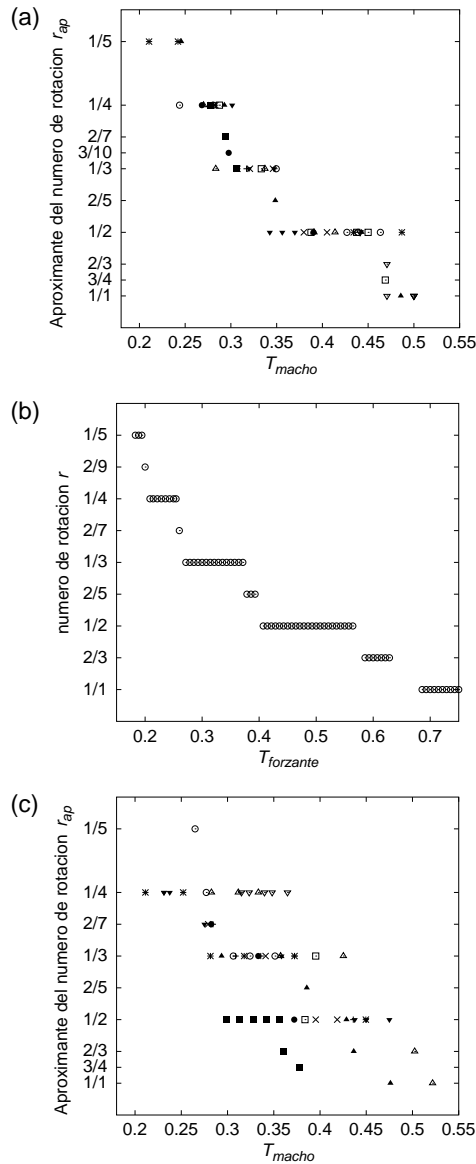 (a)
Aproximante del numero de rotacion r_ap
1/5
1/4
2/7
3/10
1/3
2/5
1/2
2/3
3/4
1/1
0.2 0.25 0.3 0.35 0.4 0.45 0.5 0.55
T_macho
(b)
numero de rotacion r
1/5
2/9
1/4
2/7
1/3
2/5
1/2
2/3
1/1
0.2 0.3 0.4 0.5 0.6 0.7
T_forzante
(c)
Aproximante del numero de rotacion r_ap
1/5
1/4
2/7
1/3
2/5
1/2
2/3
3/4
1/1
0.2 0.25 0.3 0.35 0.4 0.45 0.5 0.55
T_macho